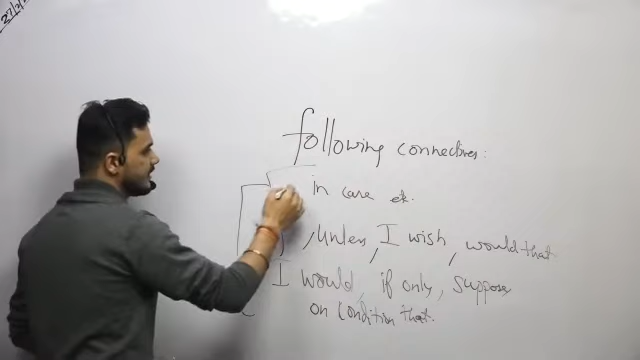 following connectives:
in case etc.
, unless, I wish, would that
I would, if only, suppose,
on condition that.